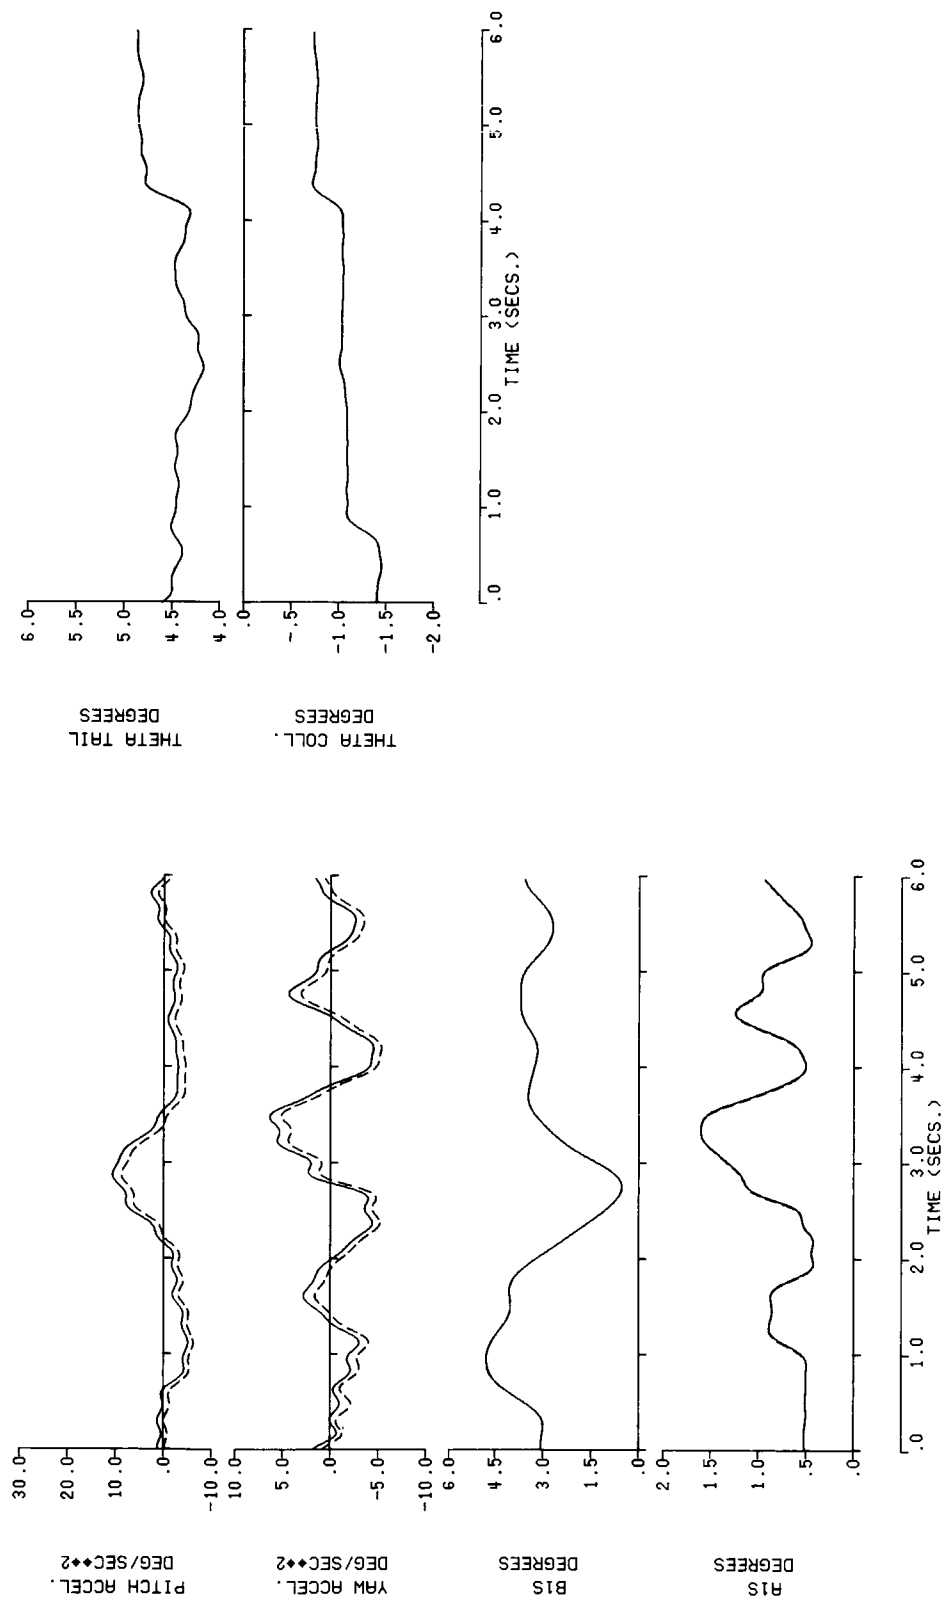 PITCH ACCEL.
DEG/SEC**2
30.0
20.0
10.0
.0
-10.0
YAW ACCEL.
DEG/SEC**2
10.0
5.0
.0
-5.0
-10.0
B1S
DEGREES
6.0
4.5
3.0
1.5
.0
A1S
DEGREES
2.0
1.5
1.0
.5
.0
.0 1.0 2.0 3.0 4.0 5.0 6.0
TIME (SECS.)
THETA TAIL
DEGREES
6.0
5.0
5.0
4.5
4.0
THETA COLL.
DEGREES
.0
-.5
-1.0
-1.5
-2.0
.0 1.0 2.0 3.0 4.0 5.0 6.0
TIME (SECS.)